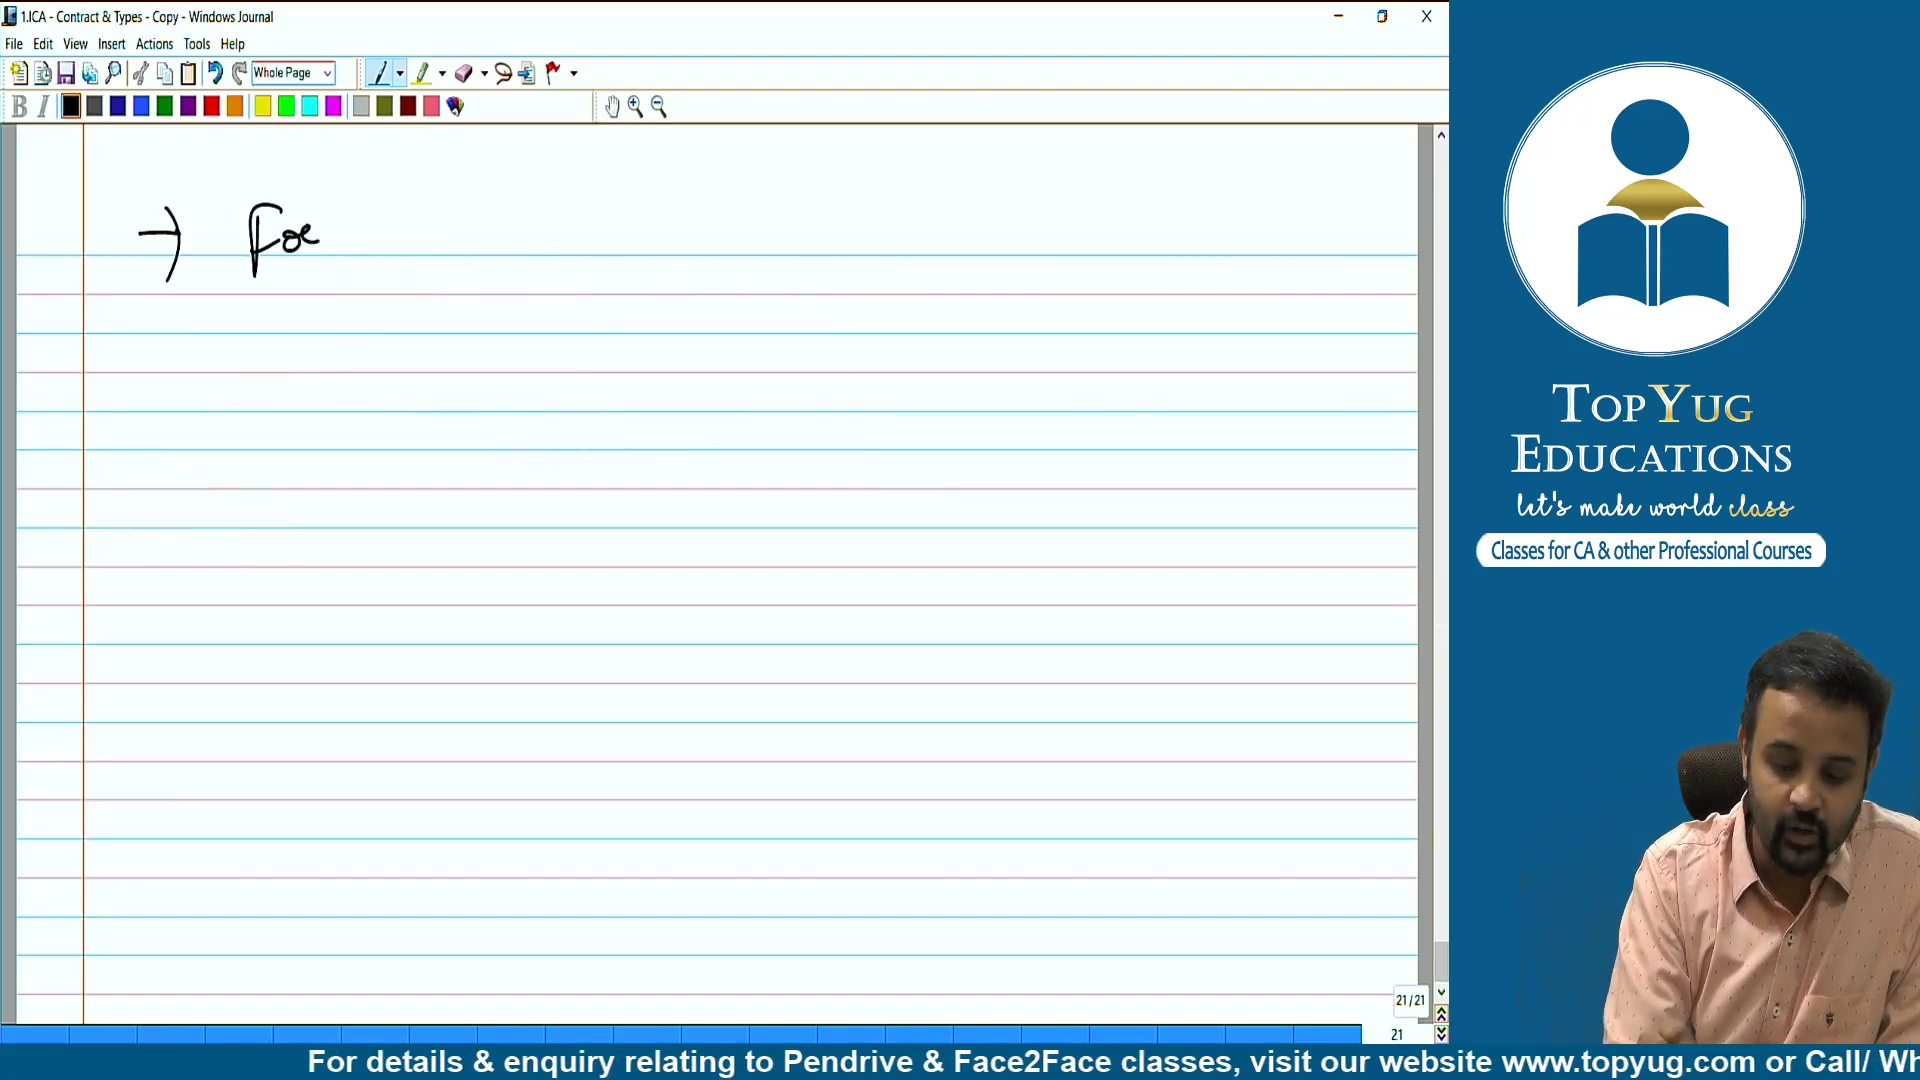 1.ICA - Contract & Types - Copy - Windows Journal
File Edit View Insert Actions Tools Help
Whole Page
B I
→ For
21/21
21
TOPYUG
EDUCATIONS
let's make world class
Classes for CA & other Professional Courses
For details & enquiry relating to Pendrive & Face2Face classes, visit our website www.topyug.com or Call/ Wh